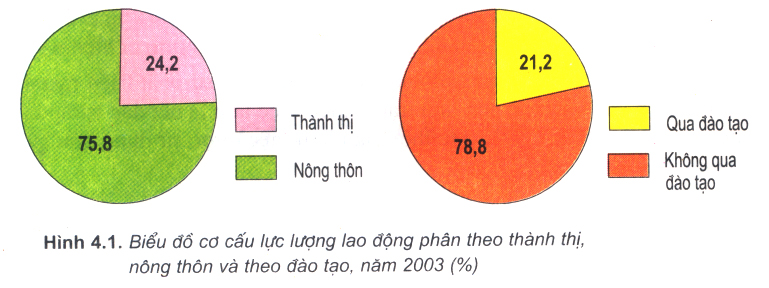 24,2
75,8
Thành thị
Nông thôn
21,2
78,8
Qua đào tạo
Không qua
đào tạo
Hình 4.1. Biểu đồ cơ cấu lực lượng lao động phân theo thành thị,
nông thôn và theo đào tạo, năm 2003 (%)